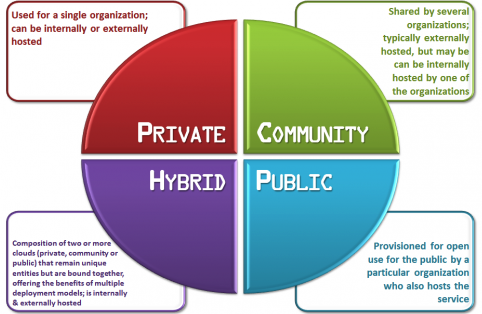 Used for a single organization;
can be internally or externally
hosted
Shared by several
organizations;
typically externally
hosted, but may be
can be internally
hosted by one of
the organizations
PRIVATE
COMMUNITY
HYBRID
PUBLIC
Composition of two or more
clouds (private, community or
public) that remain unique
entities but are bound together,
offering the benefits of multiple
deployment models; is internally
& externally hosted
Provisioned for open
use for the public by a
particular organization
who also hosts the
service